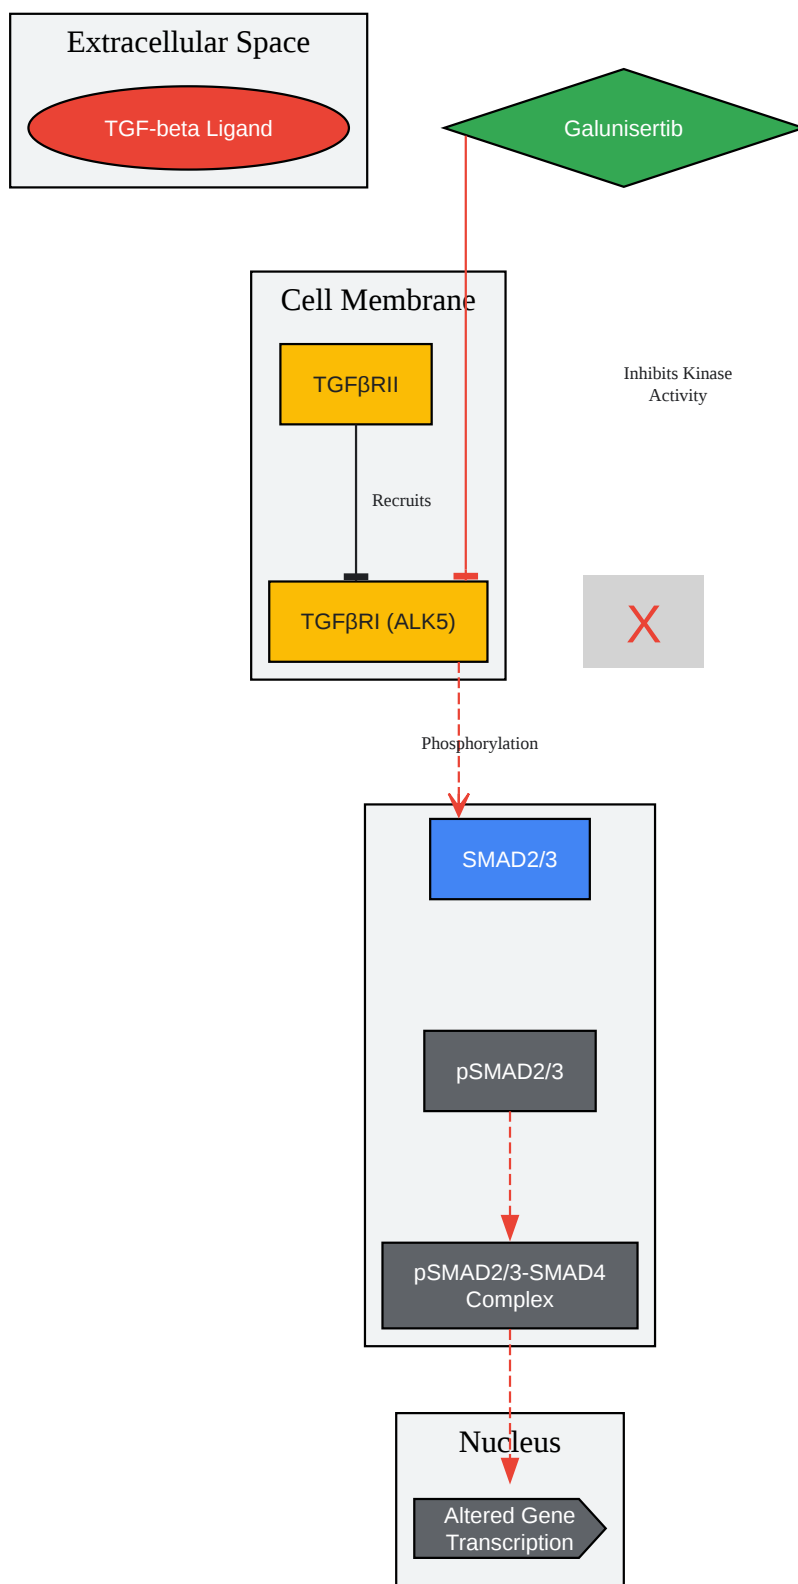 Extracellular Space
TGF-beta Ligand
Galunisertib
Cell Membrane
TGFβRII
Inhibits Kinase
Activity
Recruits
TGFβRI (ALK5)
X
Phosphorylation
SMAD2/3
pSMAD2/3
pSMAD2/3-SMAD4
Complex
Nucleus
Altered Gene
Transcription